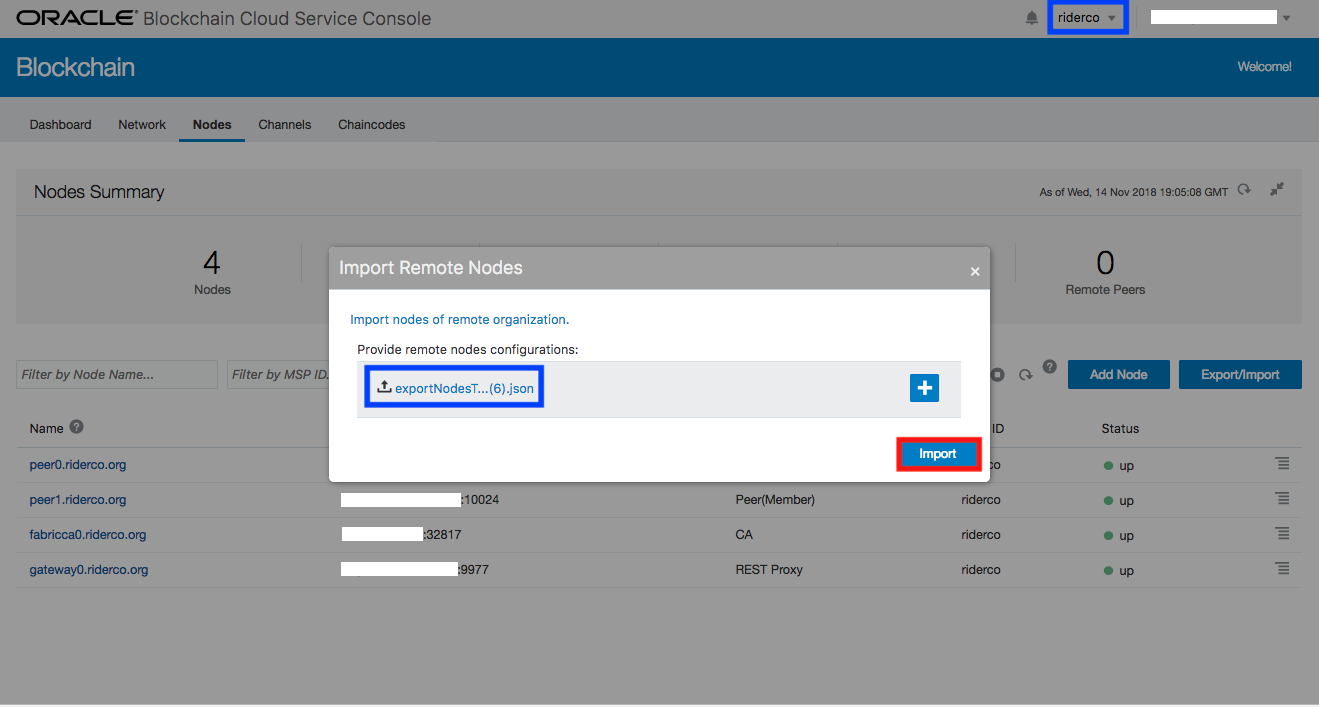 ORACLE® Blockchain Cloud Service Console
riderco
Blockchain
Welcome!
Dashboard Network Nodes Channels Chaincodes
Nodes Summary
As of Wed, 14 Nov 2018 19:05:08 GMT
4
Nodes
0
Remote Peers
Import Remote Nodes
×
Import nodes of remote organization.
Provide remote nodes configurations:
exportNodesT...(6).json
+
Import
Filter by Node Name...
Filter by MSP ID.
?
Add Node
Export/Import
Name ? ID Status
peer0.riderco.org co up
peer1.riderco.org :10024 Peer(Member) riderco up
fabricca0.riderco.org :32817 CA riderco up
gateway0.riderco.org :9977 REST Proxy riderco up